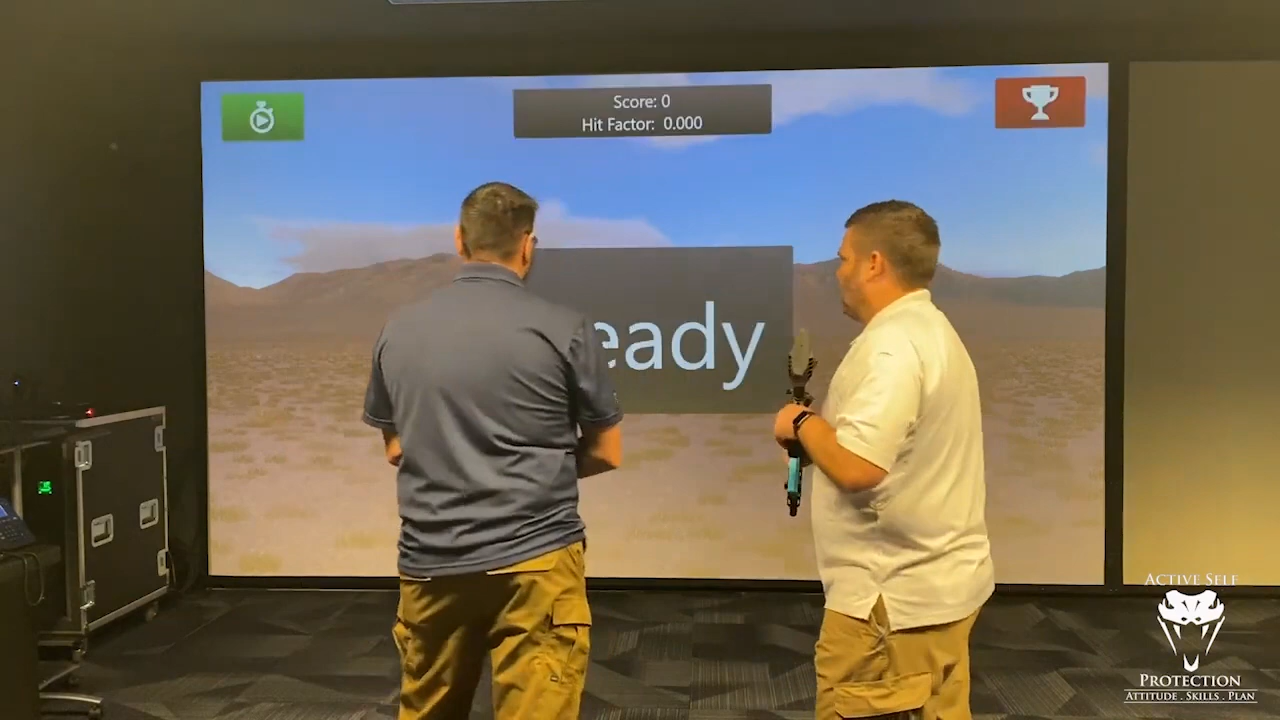 Score: 0
Hit Factor: 0.000
eady
ACTIVE SELF
PROTECTION
ATTITUDE . SKILLS . PLAN